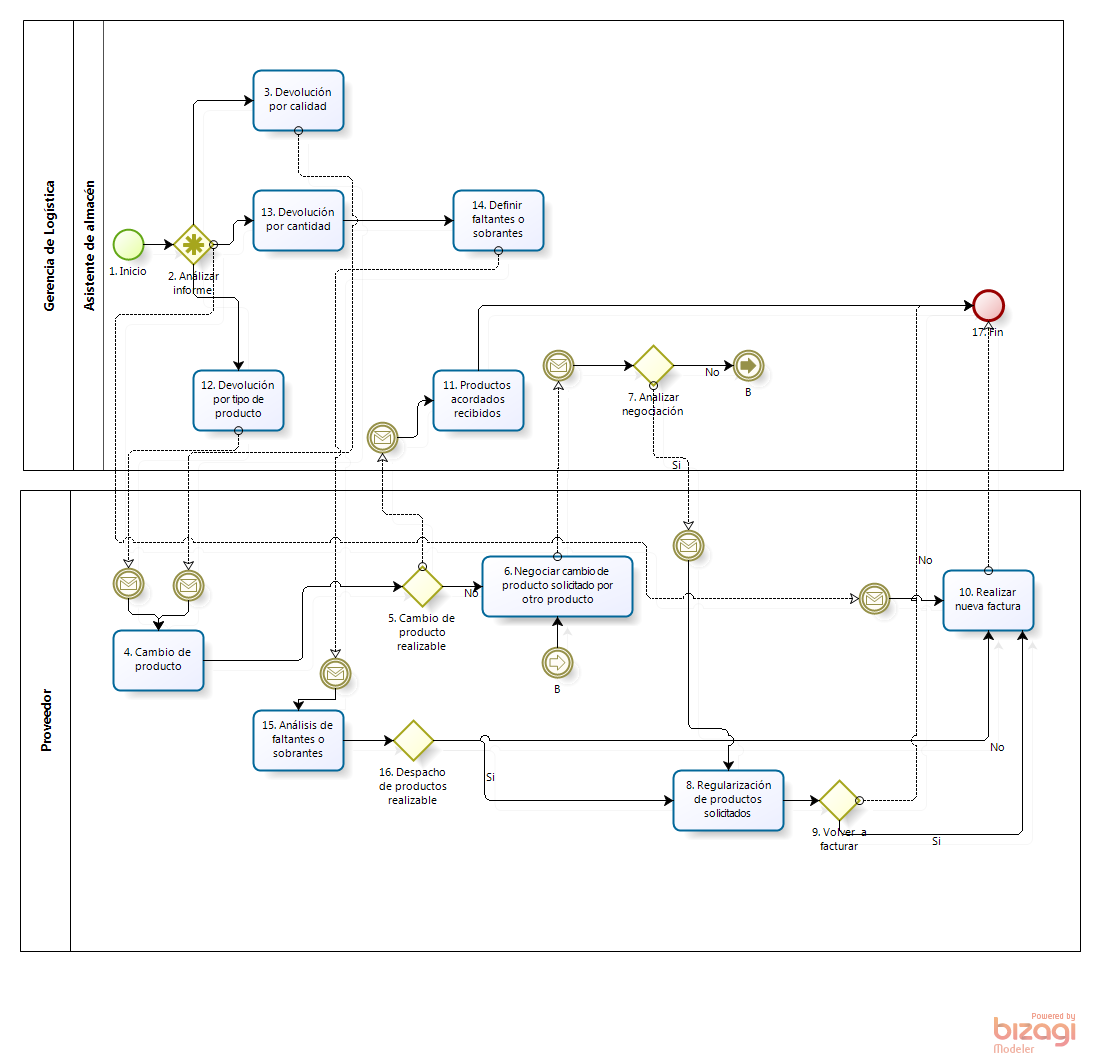 Gerencia de Logística
Asistente de almacén
3. Devolución
por calidad
13. Devolución
por cantidad
14. Definir
faltantes o
sobrantes
1. Inicio
2. Analizar
informe
17. Fin
12. Devolución
por tipo de
producto
11. Productos
acordados
recibidos
7. Analizar
negociación
No
B
Si
Proveedor
6. Negociar cambio de
producto solicitado por
otro producto
No
5. Cambio de
producto
realizable
No
10. Realizar
nueva factura
4. Cambio de
producto
B
15. Análisis de
faltantes o
sobrantes
16. Despacho
de productos
realizable
Si
No
8. Regularización
de productos
solicitados
9. Volver a
facturar
Si
Powered by
bizagi
Modeler